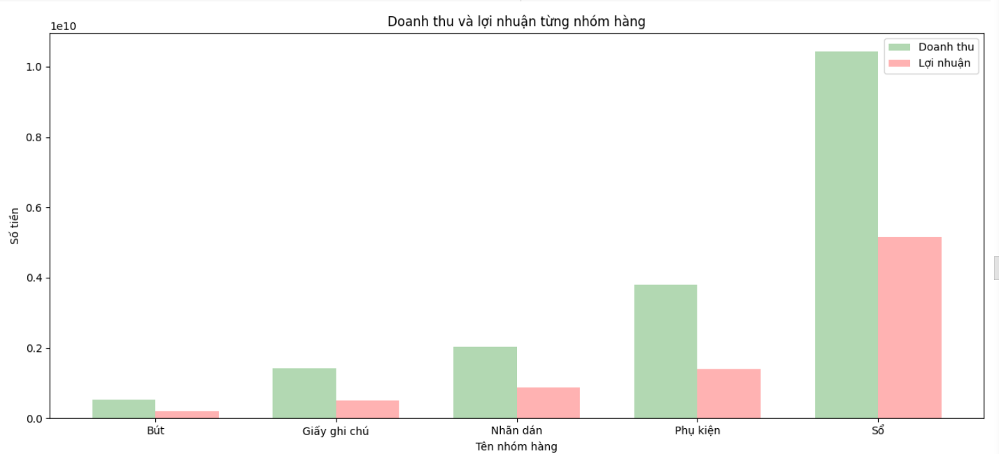 Doanh thu và lợi nhuận từng nhóm hàng
1e10
Doanh thu
Lợi nhuận
1.0
0.8
0.6
0.4
0.2
0.0
Số tiền
Bút
Giấy ghi chú
Nhãn dán
Phụ kiện
Sổ
Tên nhóm hàng